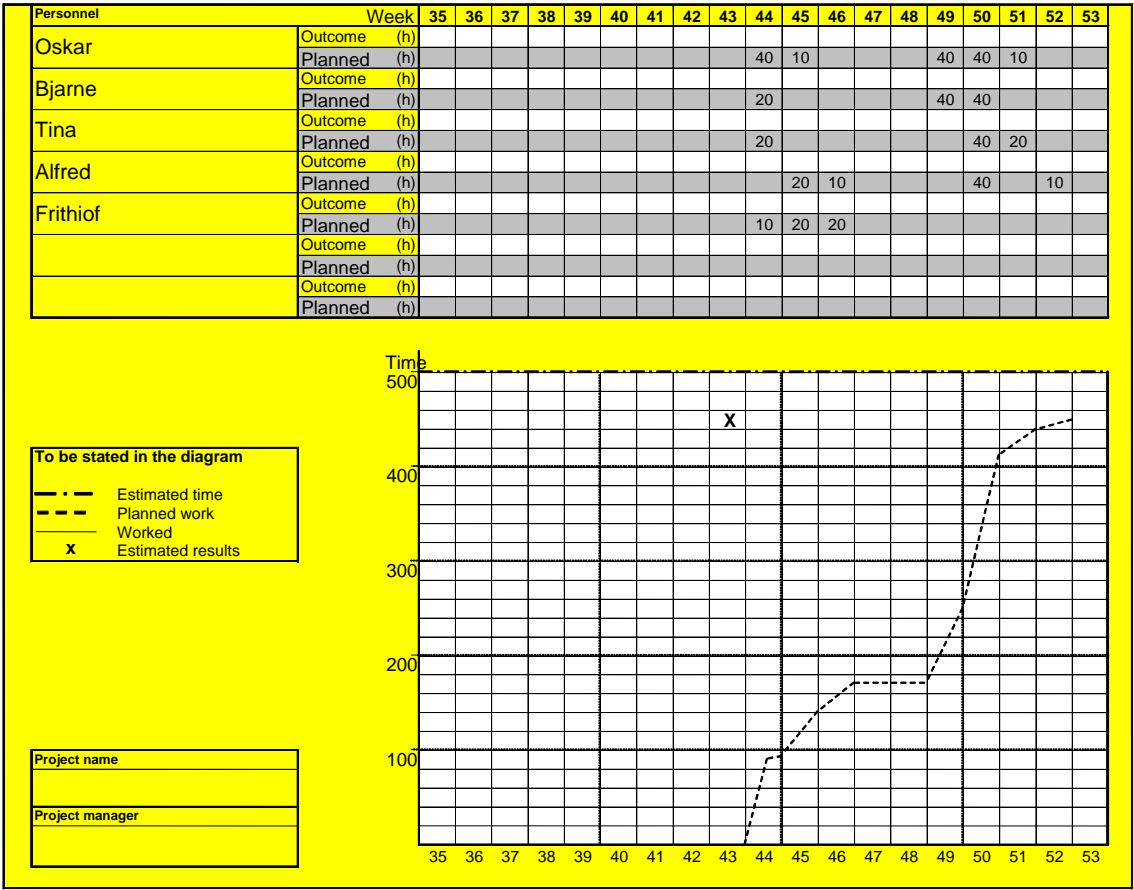 Personnel Week 35 36 37 38 39 40 41 42 43 44 45 46 47 48 49 50 51 52 53
Oskar Outcome (h)
Planned (h) 40 10 40 40 10
Bjarne Outcome (h)
Planned (h) 20 40 40
Tina Outcome (h)
Planned (h) 20 40 20
Alfred Outcome (h)
Planned (h) 20 10 40 10
Frithiof Outcome (h)
Planned (h) 10 20 20
Outcome (h)
Planned (h)
Outcome (h)
Planned (h)
Time
500
X
To be stated in the diagram
Estimated time
Planned work
Worked
x Estimated results
400
300
200
100
Project name
Project manager
35 36 37 38 39 40 41 42 43 44 45 46 47 48 49 50 51 52 53